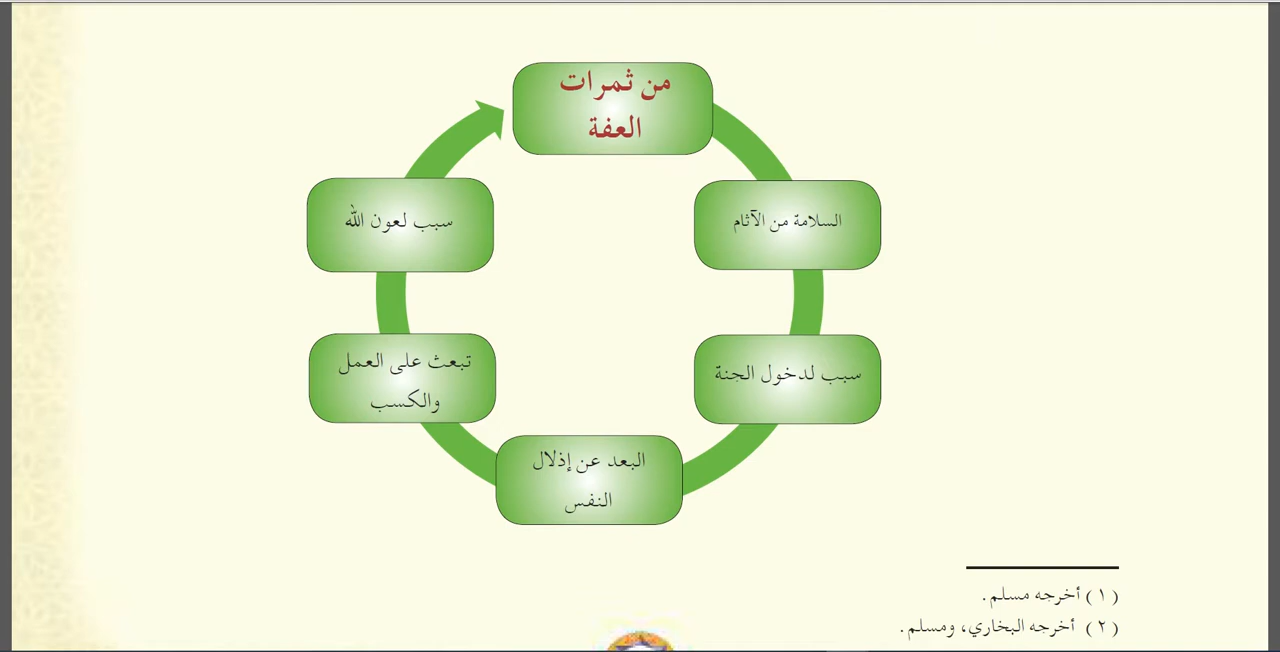 من ثمرات
العفة
السلامة من الآثام
سبب لدخول الجنة
البعد عن إذلال
النفس
تبعث على العمل
والكسب
سبب لعون الله
( ١ ) أخرجه مسلم .
( ٢ ) أخرجه البخاري، ومسلم .